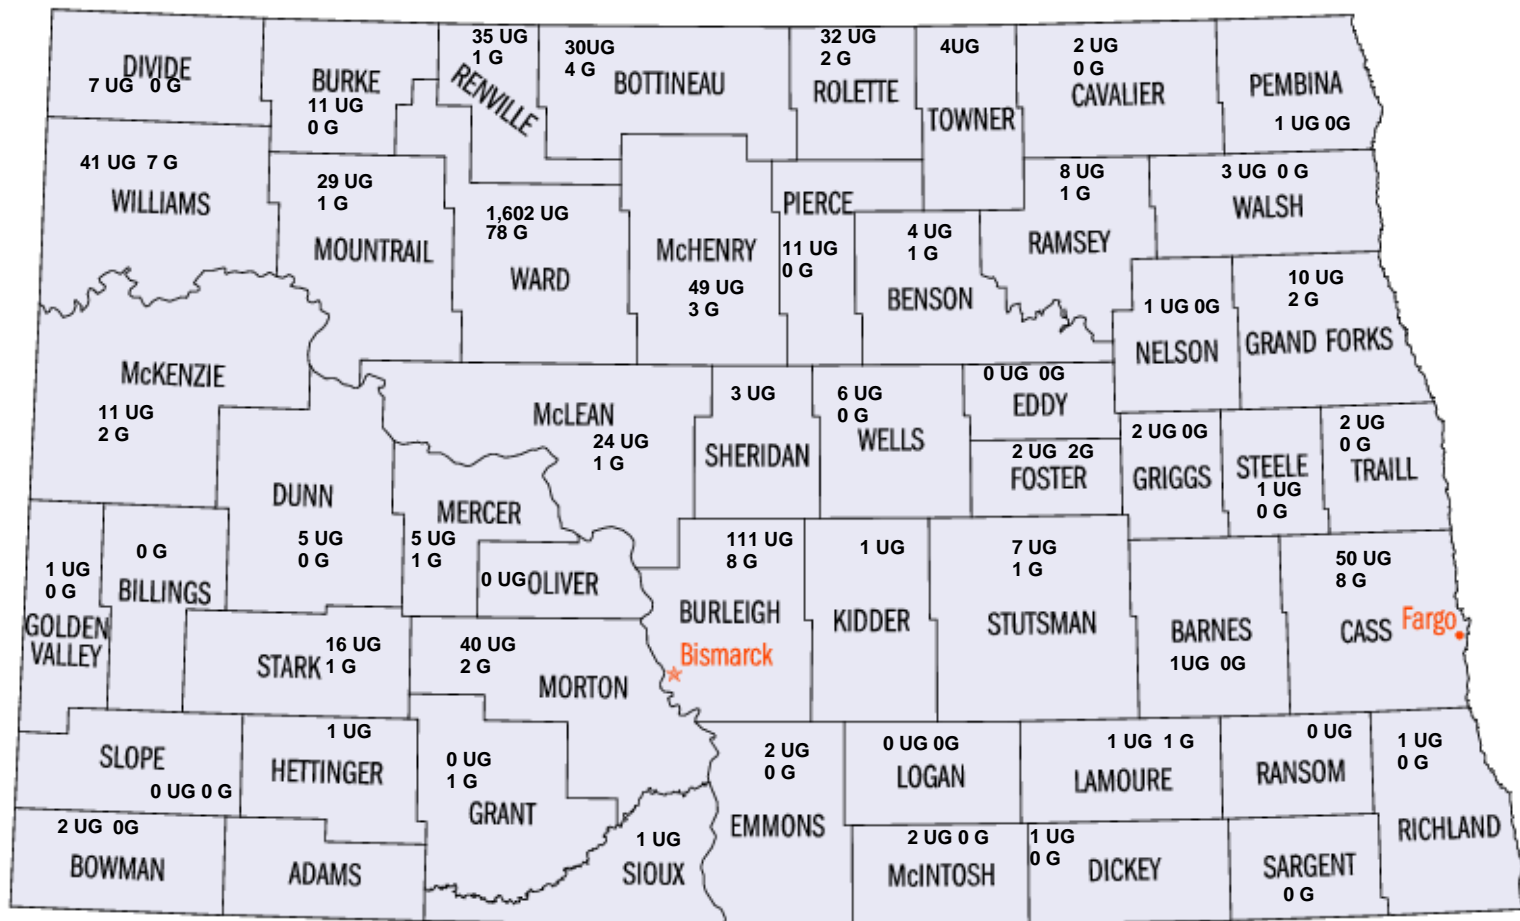 DIVIDE
7 UG 0 G
BURKE
11 UG
0 G
35 UG
1 G
RENVILLE
30UG
4 G
BOTTINEAU
32 UG
2 G
ROLETTE
4UG
TOWNER
2 UG
0 G
CAVALIER
PEMBINA
1 UG 0G
41 UG 7 G
WILLIAMS
29 UG
1 G
MOUNTRAIL
1,602 UG
78 G
WARD
McHENRY
49 UG
3 G
PIERCE
11 UG
0 G
4 UG
1 G
BENSON
8 UG
1 G
RAMSEY
3 UG 0 G
WALSH
1 UG 0G
NELSON
10 UG
2 G
GRAND FORKS
McKENZIE
11 UG
2 G
McLEAN
24 UG
1 G
3 UG
SHERIDAN
6 UG
0 G
WELLS
0 UG 0G
EDDY
2 UG 2G
FOSTER
2 UG 0G
GRIGGS
STEELE
1 UG
0 G
2 UG
0 G
TRAILL
DUNN
5 UG
0 G
MERCER
5 UG
1 G
0 UG OLIVER
1 UG
0 G
GOLDEN
VALLEY
0 G
BILLINGS
111 UG
8 G
BURLEIGH
Bismarck
1 UG
KIDDER
7 UG
1 G
STUTSMAN
BARNES
1UG 0G
50 UG
8 G
CASS
Fargo
STARK
16 UG
1 G
40 UG
2 G
MORTON
SLOPE
0 UG 0 G
1 UG
HETTINGER
0 UG
1 G
GRANT
2 UG
0 G
EMMONS
0 UG 0G
LOGAN
1 UG 1 G
LAMOURE
0 UG
RANSOM
1 UG
0 G
RICHLAND
2 UG 0G
BOWMAN
ADAMS
1 UG
SIOUX
2 UG 0 G
McINTOSH
1 UG
0 G
DICKEY
SARGENT
0 G